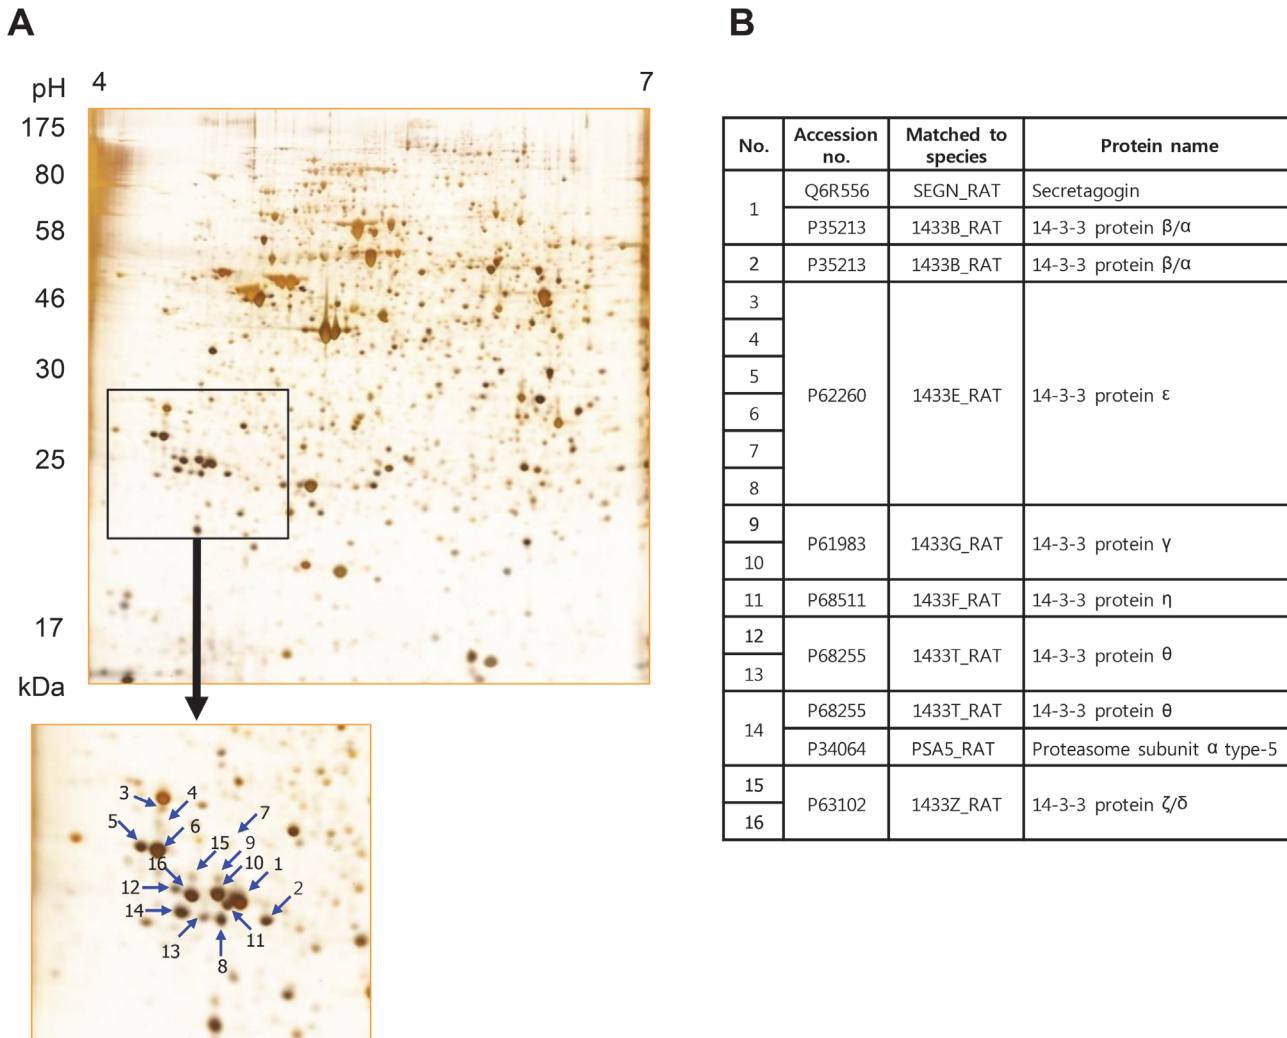 A
B
pH 4 7
175
80
58
46
30
25
17
kDa
3 4
5 6 7
16 15 9
10 1
12 2
14
13 11
8
No. Accession no. Matched to species Protein name
1 Q6R556 SEGN_RAT Secretagogin
P35213 1433B_RAT 14-3-3 protein β/α
2 P35213 1433B_RAT 14-3-3 protein β/α
3
4
5
6
7
8
P62260 1433E_RAT 14-3-3 protein ε
9
10
P61983 1433G_RAT 14-3-3 protein γ
11 P68511 1433F_RAT 14-3-3 protein η
12
13
P68255 1433T_RAT 14-3-3 protein θ
14 P68255 1433T_RAT 14-3-3 protein θ
P34064 PSA5_RAT Proteasome subunit α type-5
15
16
P63102 1433Z_RAT 14-3-3 protein ζ/δ